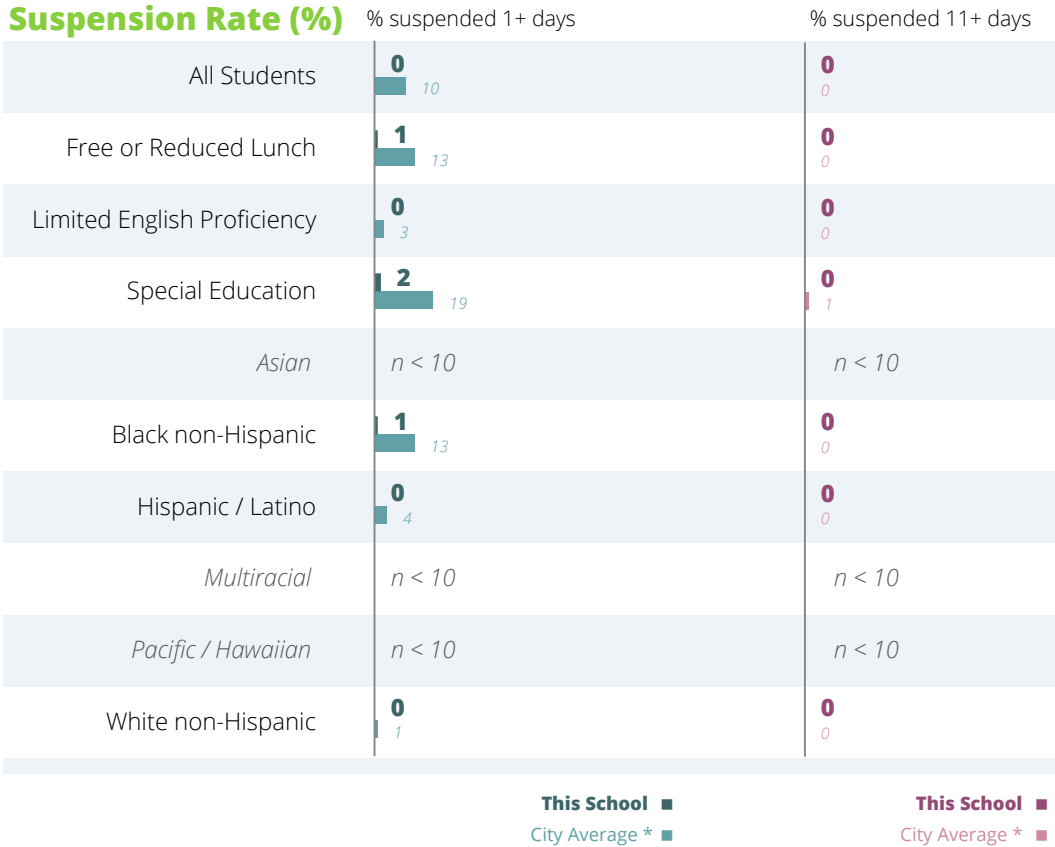 Suspension Rate (%) % suspended 1+ days % suspended 11+ days
All Students 0 10 0 0
Free or Reduced Lunch 1 13 0 0
Limited English Proficiency 0 3 0 0
Special Education 2 19 0 1
Asian n < 10 n < 10
Black non-Hispanic 1 13 0 0
Hispanic / Latino 0 4 0 0
Multiracial n < 10 n < 10
Pacific / Hawaiian n < 10 n < 10
White non-Hispanic 0 1 0 0
This School This School
City Average * City Average *